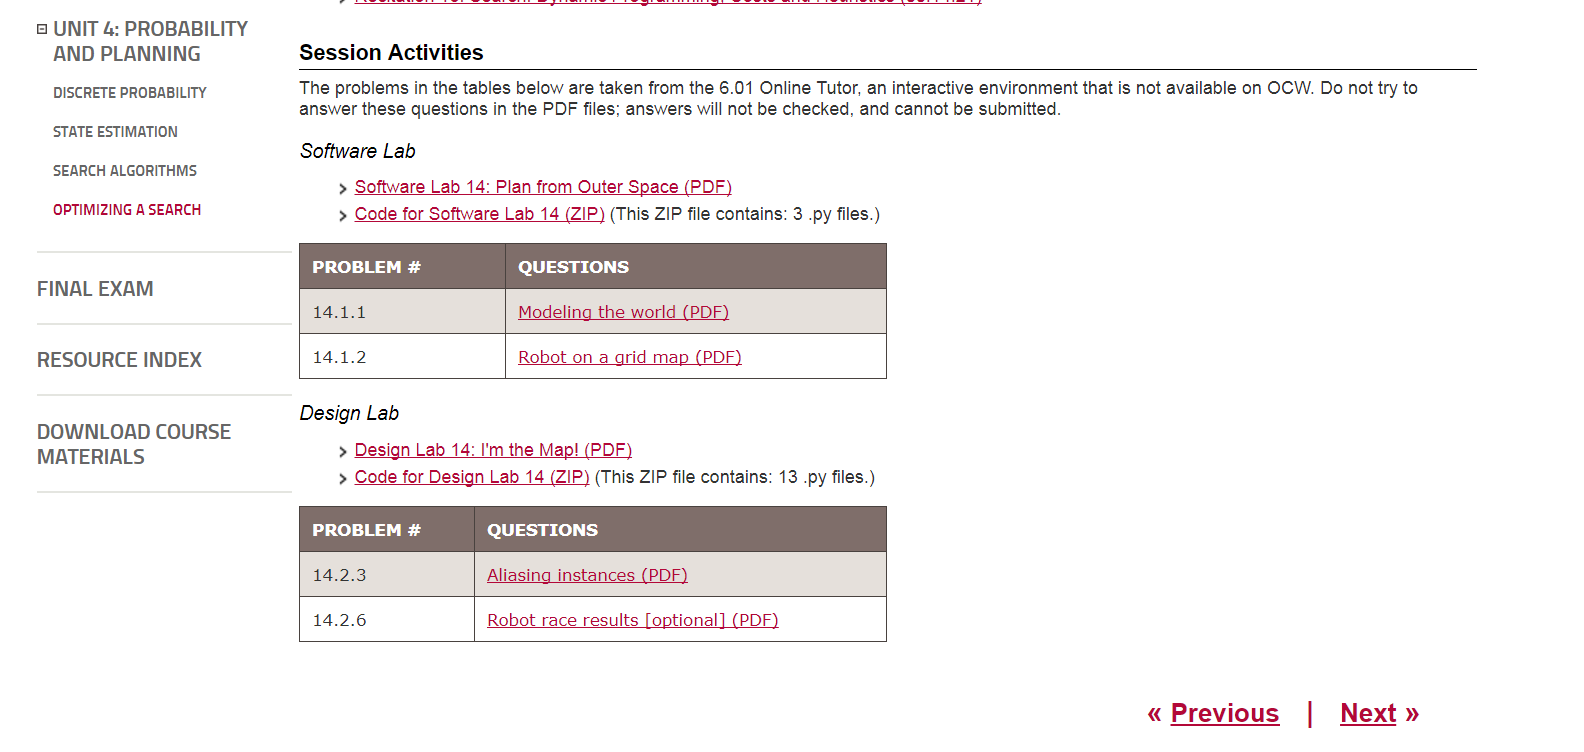 UNIT 4: PROBABILITY
AND PLANNING
DISCRETE PROBABILITY
STATE ESTIMATION
SEARCH ALGORITHMS
OPTIMIZING A SEARCH
FINAL EXAM
RESOURCE INDEX
DOWNLOAD COURSE
MATERIALS
Session Activities
The problems in the tables below are taken from the 6.01 Online Tutor, an interactive environment that is not available on OCW. Do not try to
answer these questions in the PDF files; answers will not be checked, and cannot be submitted.
Software Lab
Software Lab 14: Plan from Outer Space (PDF)
Code for Software Lab 14 (ZIP) (This ZIP file contains: 3 .py files.)
PROBLEM # QUESTIONS
14.1.1 Modeling the world (PDF)
14.1.2 Robot on a grid map (PDF)
Design Lab
Design Lab 14: I'm the Map! (PDF)
Code for Design Lab 14 (ZIP) (This ZIP file contains: 13 .py files.)
PROBLEM # QUESTIONS
14.2.3 Aliasing instances (PDF)
14.2.6 Robot race results [optional] (PDF)
« Previous | Next »